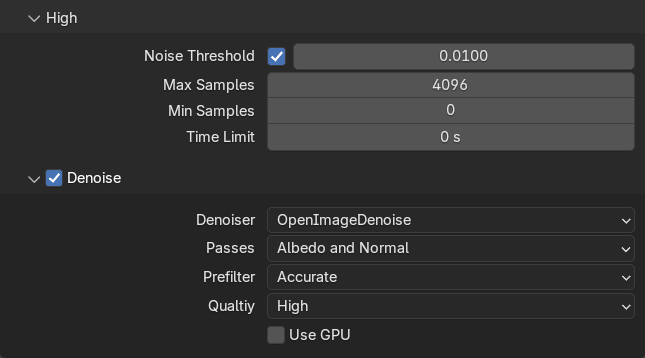 High
Noise Threshold 0.0100
Max Samples 4096
Min Samples 0
Time Limit 0 s
Denoise
Denoiser OpenImageDenoise
Passes Albedo and Normal
Prefilter Accurate
Qualtiy High
Use GPU